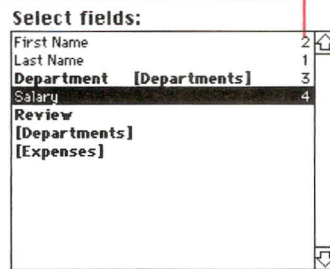 Select fields:
First Name 2
Last Name 1
Department [Departments] 3
Salary 4
Review
[Departments]
[Expenses]